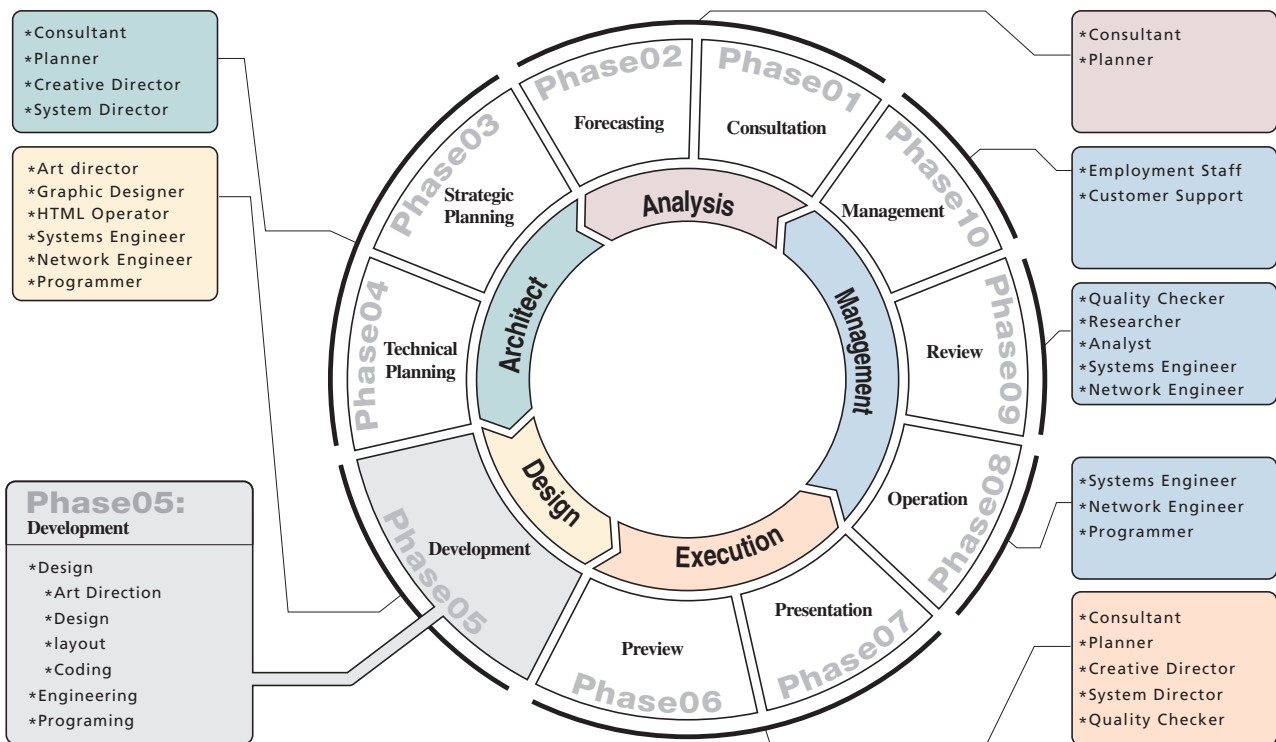 *Consultant
*Planner
*Creative Director
*System Director
*Art director
*Graphic Designer
*HTML Operator
*Systems Engineer
*Network Engineer
*Programmer
Phase05:
Development
*Design
*Art Direction
*Design
*layout
*Coding
*Engineering
*Programing
Phase01
Consultation
Phase02
Forecasting
Phase03
Strategic
Planning
Phase04
Technical
Planning
Phase05
Development
Phase06
Preview
Phase07
Presentation
Phase08
Operation
Phase09
Review
Phase10
Management
Analysis
Architect
Design
Execution
Management
*Consultant
*Planner
*Employment Staff
*Customer Support
*Quality Checker
*Researcher
*Analyst
*Systems Engineer
*Network Engineer
*Systems Engineer
*Network Engineer
*Programmer
*Consultant
*Planner
*Creative Director
*System Director
*Quality Checker